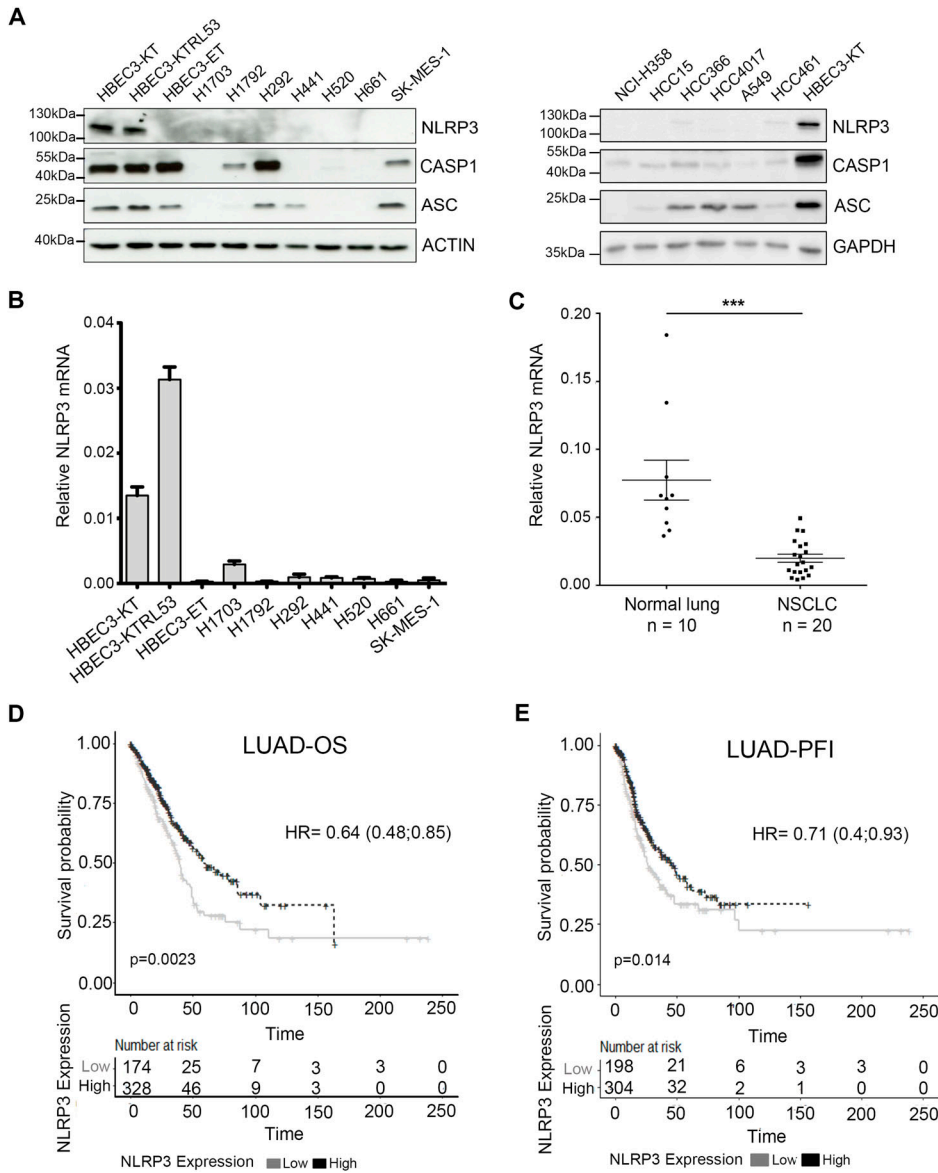 A
HBEC3-KT
HBEC3-KTRL53
HBEC3-ET
H1703
H1792
H292
H441
H520
H661
SK-MES-1
130kDa
100kDa
NLRP3
55kDa
40kDa
CASP1
25kDa
ASC
40kDa
ACTIN
NCI-H358
HCC15
HCC366
HCC4017
A549
HCC461
HBEC3-KT
130kDa
100kDa
NLRP3
55kDa
40kDa
CASP1
25kDa
ASC
35kDa
GAPDH
B
Relative NLRP3 mRNA
0.04
0.03
0.02
0.01
0.00
HBEC3-KT
HBEC3-KTRL53
HBEC3-ET
H1703
H1792
H292
H441
H520
H661
SK-MES-1
C
Relative NLRP3 mRNA
0.20
0.15
0.10
0.05
0.00
***
Normal lung
n = 10
NSCLC
n = 20
D
LUAD-OS
Survival probability
1.00
0.75
0.50
0.25
0.00
HR= 0.64 (0.48;0.85)
p=0.0023
0 50 100 150 200 250
Time
NLRP3 Expression
Number at risk
Low 174 25 7 3 3 0
High 328 46 9 3 0 0
0 50 100 150 200 250
Time
NLRP3 Expression Low High
E
LUAD-PFI
Survival probability
1.00
0.75
0.50
0.25
0.00
HR= 0.71 (0.4;0.93)
p=0.014
0 50 100 150 200 250
Time
NLRP3 Expression
Number at risk
Low 198 21 6 3 3 0
High 304 32 2 1 0 0
0 50 100 150 200 250
Time
NLRP3 Expression Low High